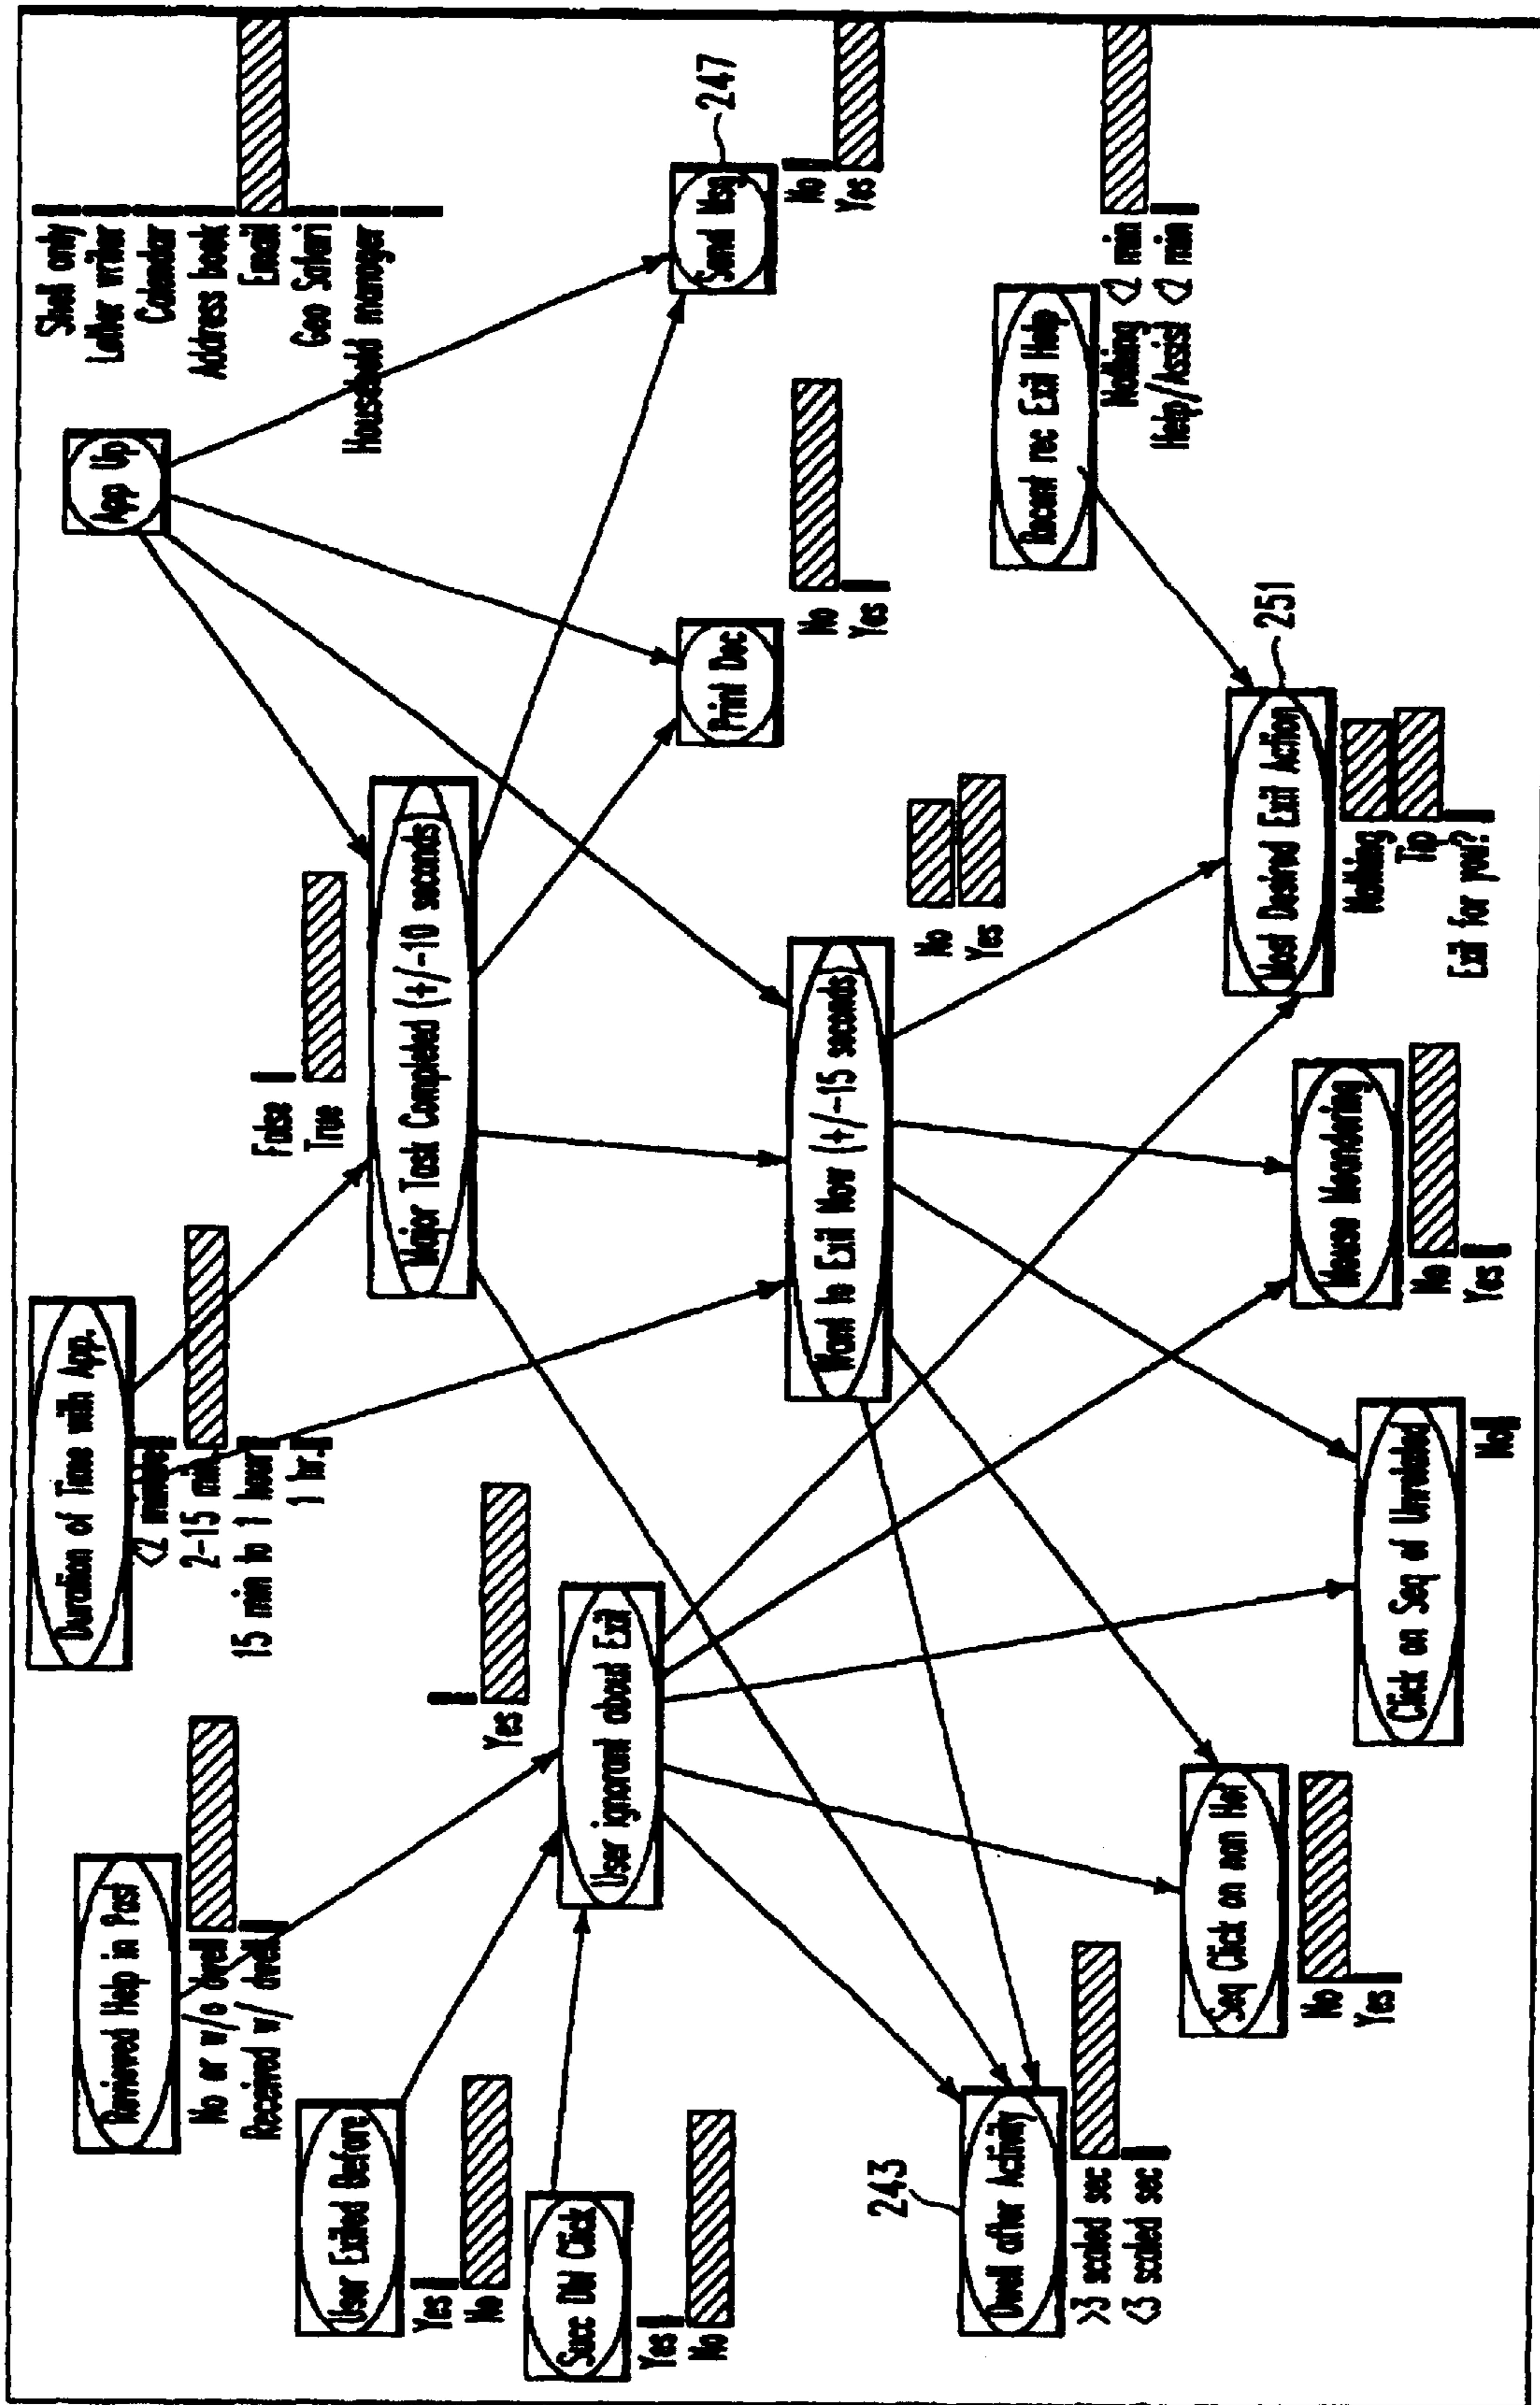 Duration of Time with App.
<2 minutes
2-15 min.
15 min to 1 hour
1 hr.
App Up
Shell only
Letter writer
Calendar
Address book
Email
Geo Safari
Household manager
Reviewed Help in Past
No or w/o dwell
Received w/ dwell
False
True
Major Task Completed (+/-10 seconds
User Exited Before
Yes
No
Yes
User ignorant about Exit
Succ Dbl Click
Yes
No
Print Doc
No
Yes
Send Msg
247
No
Yes
Want to Exit Now (+/-15 seconds
No
Yes
Recent rec Exit Help
Nothing <2 min
Help/Assist <2 min
243
Dwell after Activity
>3 scaled sec
<3 scaled sec
Seq Click on non Hot
No
Yes
Click on Seq of Unrelated
No
Mouse Meandering
No
Yes
Most Desired Exit Action
251
Nothing
Tip
Exit for you?